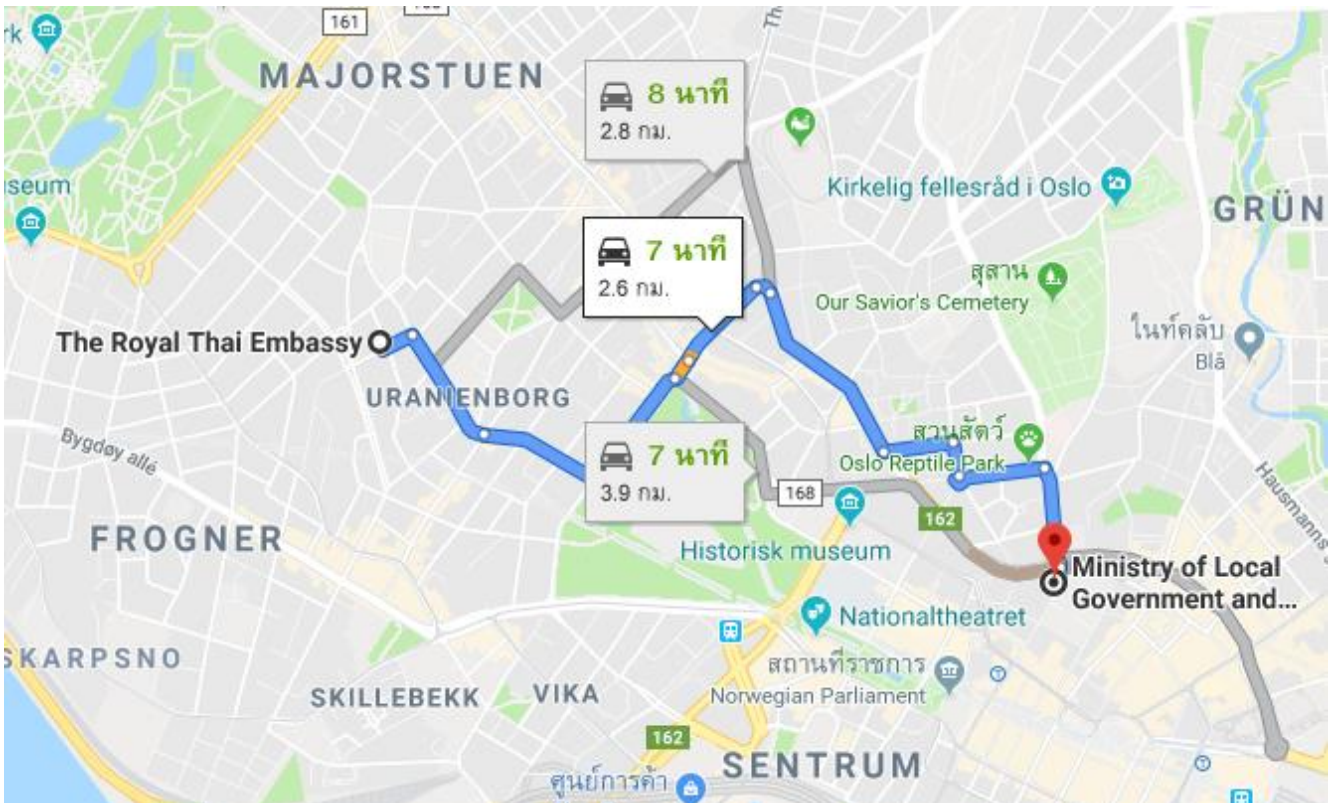 161
MAJORSTUEN
8 นาที
2.8 กม.
Kirkelig fellesråd i Oslo
seum
GRÜN
7 นาที
2.6 กม.
สุสาน
Our Savior's Cemetery
The Royal Thai Embassy
ในท์คลับ
Blå
URANIENBORG
Bygdøy allé
7 นาที
3.9 กม.
สวนสัตว์
Oslo Reptile Park
168
162
Hausmanns
FROGNER
Historisk museum
Ministry of Local
Government and...
Nationaltheatret
SKARPSNO
สถานที่ราชการ
Norwegian Parliament
SKILLEBEKK
VIKA
162
SENTRUM
ศูนย์การค้า